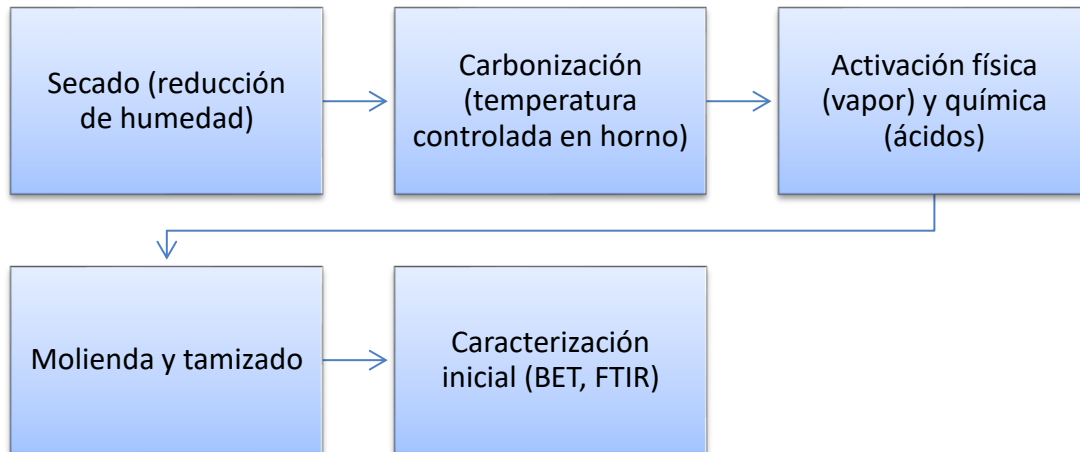 Secado (reducción
de humedad)
Carbonización
(temperatura
controlada en horno)
Activación física
(vapor) y química
(ácidos)
Molienda y tamizado
Caracterización
inicial (BET, FTIR)